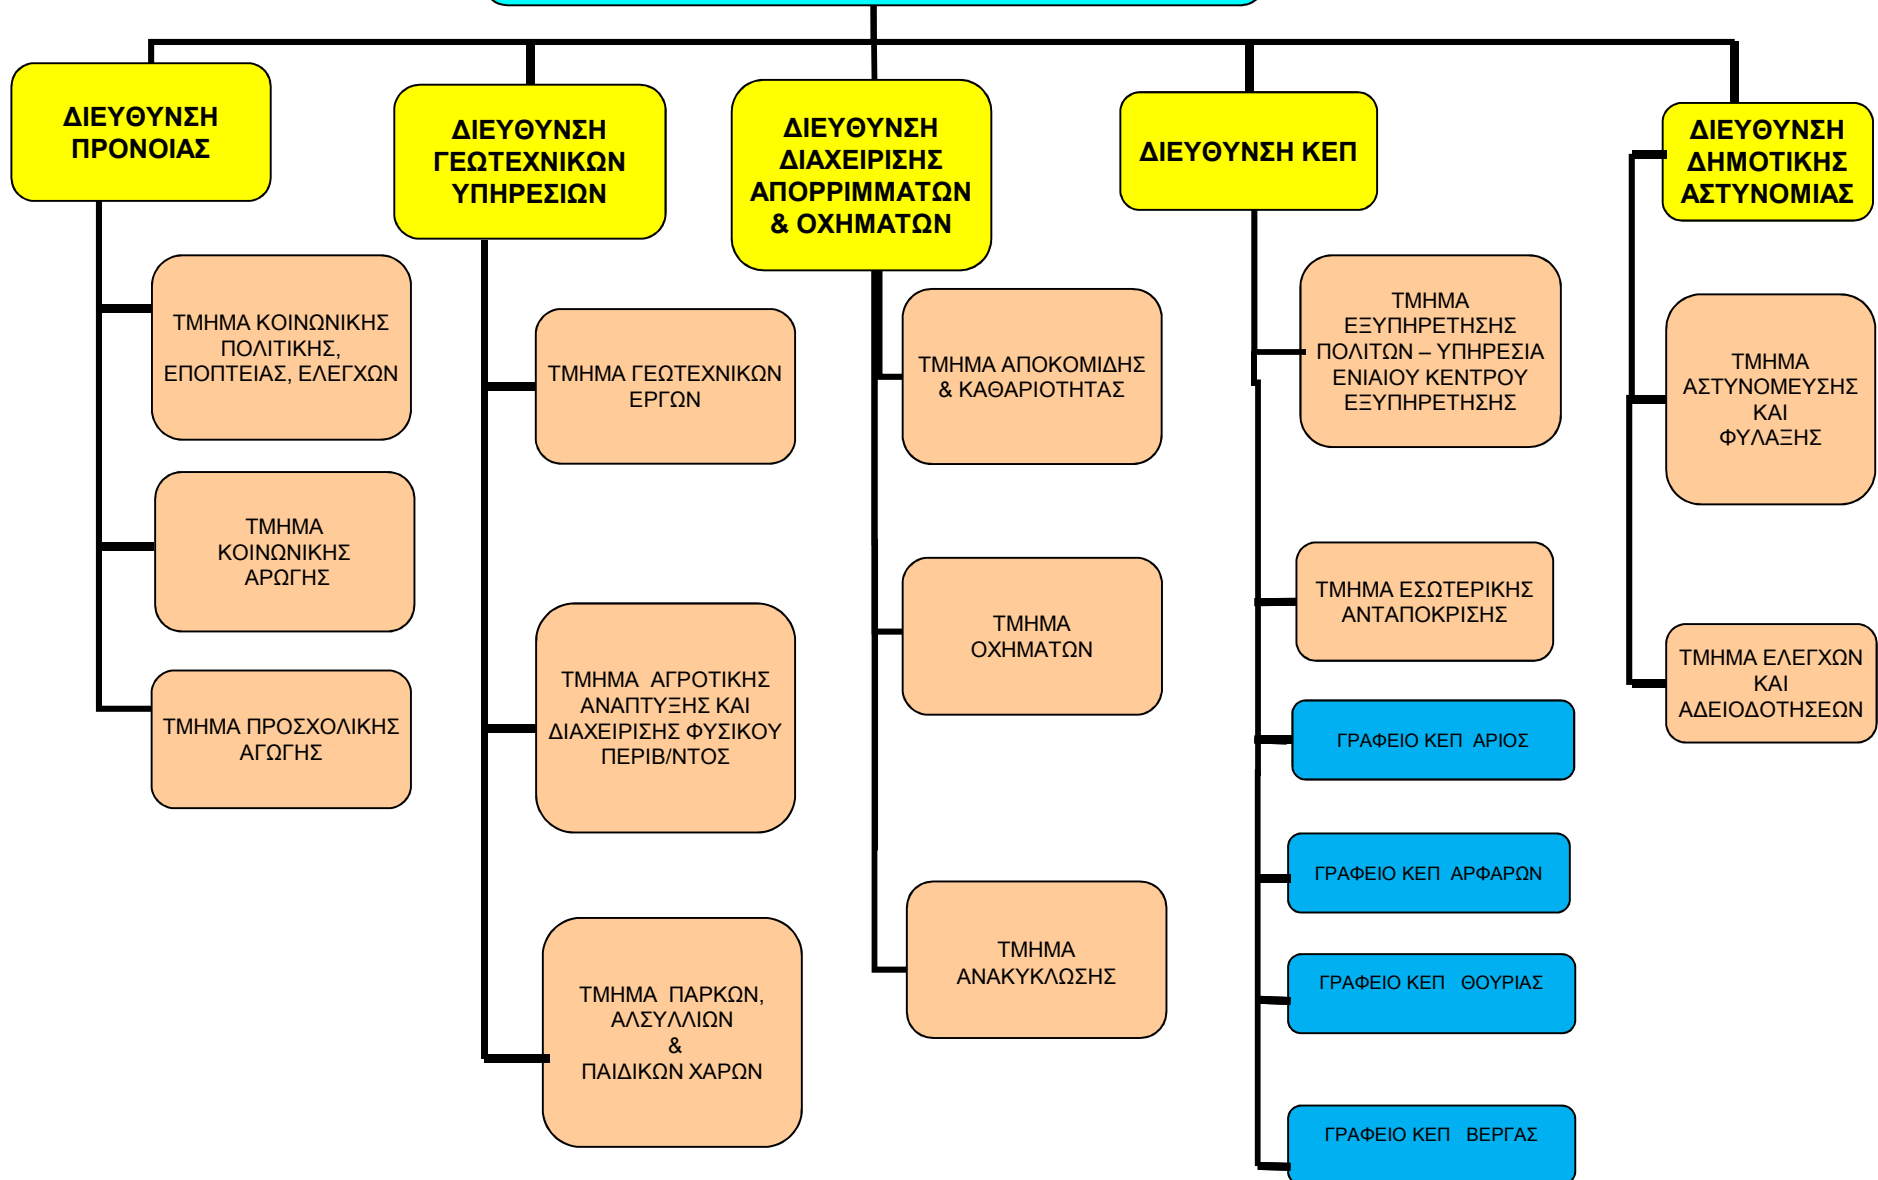 ΔΙΕΥΘΥΝΣΗ
ΠΡΟΝΟΙΑΣ
ΤΜΗΜΑ ΚΟΙΝΩΝΙΚΗΣ
ΠΟΛΙΤΙΚΗΣ,
ΕΠΟΠΤΕΙΑΣ, ΕΛΕΓΧΩΝ
ΤΜΗΜΑ
ΚΟΙΝΩΝΙΚΗΣ
ΑΡΩΓΗΣ
ΤΜΗΜΑ ΠΡΟΣΧΟΛΙΚΗΣ
ΑΓΩΓΗΣ
ΔΙΕΥΘΥΝΣΗ
ΓΕΩΤΕΧΝΙΚΩΝ
ΥΠΗΡΕΣΙΩΝ
ΤΜΗΜΑ ΓΕΩΤΕΧΝΙΚΩΝ
ΕΡΓΩΝ
ΤΜΗΜΑ ΑΓΡΟΤΙΚΗΣ
ΑΝΑΠΤΥΞΗΣ ΚΑΙ
ΔΙΑΧΕΙΡΙΣΗΣ ΦΥΣΙΚΟΥ
ΠΕΡΙΒ/ΝΤΟΣ
ΤΜΗΜΑ ΠΑΡΚΩΝ,
ΑΛΣΥΛΛΙΩΝ
&
ΠΑΙΔΙΚΩΝ ΧΑΡΩΝ
ΔΙΕΥΘΥΝΣΗ
ΔΙΑΧΕΙΡΙΣΗΣ
ΑΠΟΡΡΙΜΜΑΤΩΝ
& ΟΧΗΜΑΤΩΝ
ΤΜΗΜΑ ΑΠΟΚΟΜΙΔΗΣ
& ΚΑΘΑΡΙΟΤΗΤΑΣ
ΤΜΗΜΑ
ΟΧΗΜΑΤΩΝ
ΤΜΗΜΑ
ΑΝΑΚΥΚΛΩΣΗΣ
ΔΙΕΥΘΥΝΣΗ ΚΕΠ
ΤΜΗΜΑ
ΕΞΥΠΗΡΕΤΗΣΗΣ
ΠΟΛΙΤΩΝ – ΥΠΗΡΕΣΙΑ
ΕΝΙΑΙΟΥ ΚΕΝΤΡΟΥ
ΕΞΥΠΗΡΕΤΗΣΗΣ
ΤΜΗΜΑ ΕΣΩΤΕΡΙΚΗΣ
ΑΝΤΑΠΟΚΡΙΣΗΣ
ΓΡΑΦΕΙΟ ΚΕΠ ΑΡΙΟΣ
ΓΡΑΦΕΙΟ ΚΕΠ ΑΡΦΑΡΩΝ
ΓΡΑΦΕΙΟ ΚΕΠ ΘΟΥΡΙΑΣ
ΓΡΑΦΕΙΟ ΚΕΠ ΒΕΡΓΑΣ
ΔΙΕΥΘΥΝΣΗ
ΔΗΜΟΤΙΚΗΣ
ΑΣΤΥΝΟΜΙΑΣ
ΤΜΗΜΑ
ΑΣΤΥΝΟΜΕΥΣΗΣ
ΚΑΙ
ΦΥΛΑΞΗΣ
ΤΜΗΜΑ ΕΛΕΓΧΩΝ
ΚΑΙ
ΑΔΕΙΟΔΟΤΗΣΕΩΝ